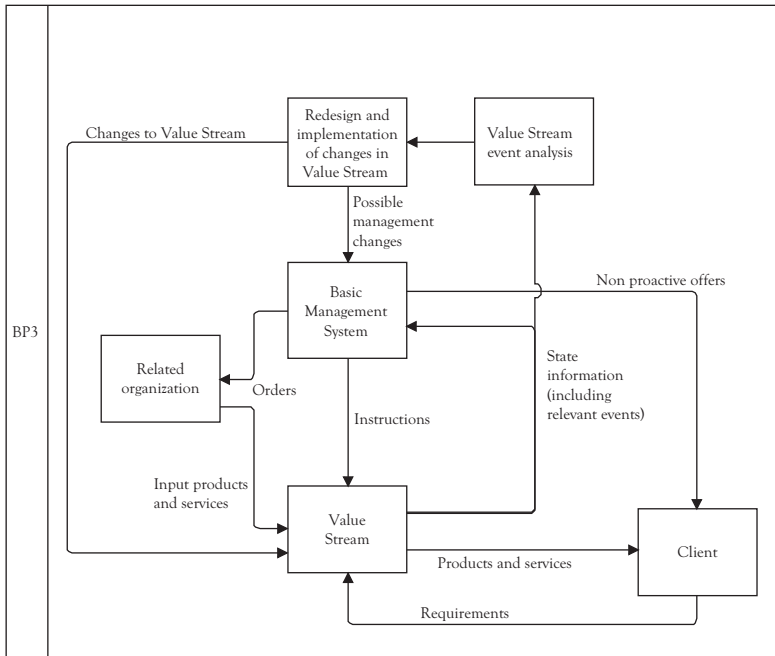 BP3
Changes to Value Stream
Redesign and
implementation
of changes in
Value Stream
Value Stream
event analysis
Possible
management
changes
Non proactive offers
Basic
Management
System
Related
organization
Orders
State
information
(including
relevant events)
Instructions
Input products
and services
Value
Stream
Products and services
Client
Requirements